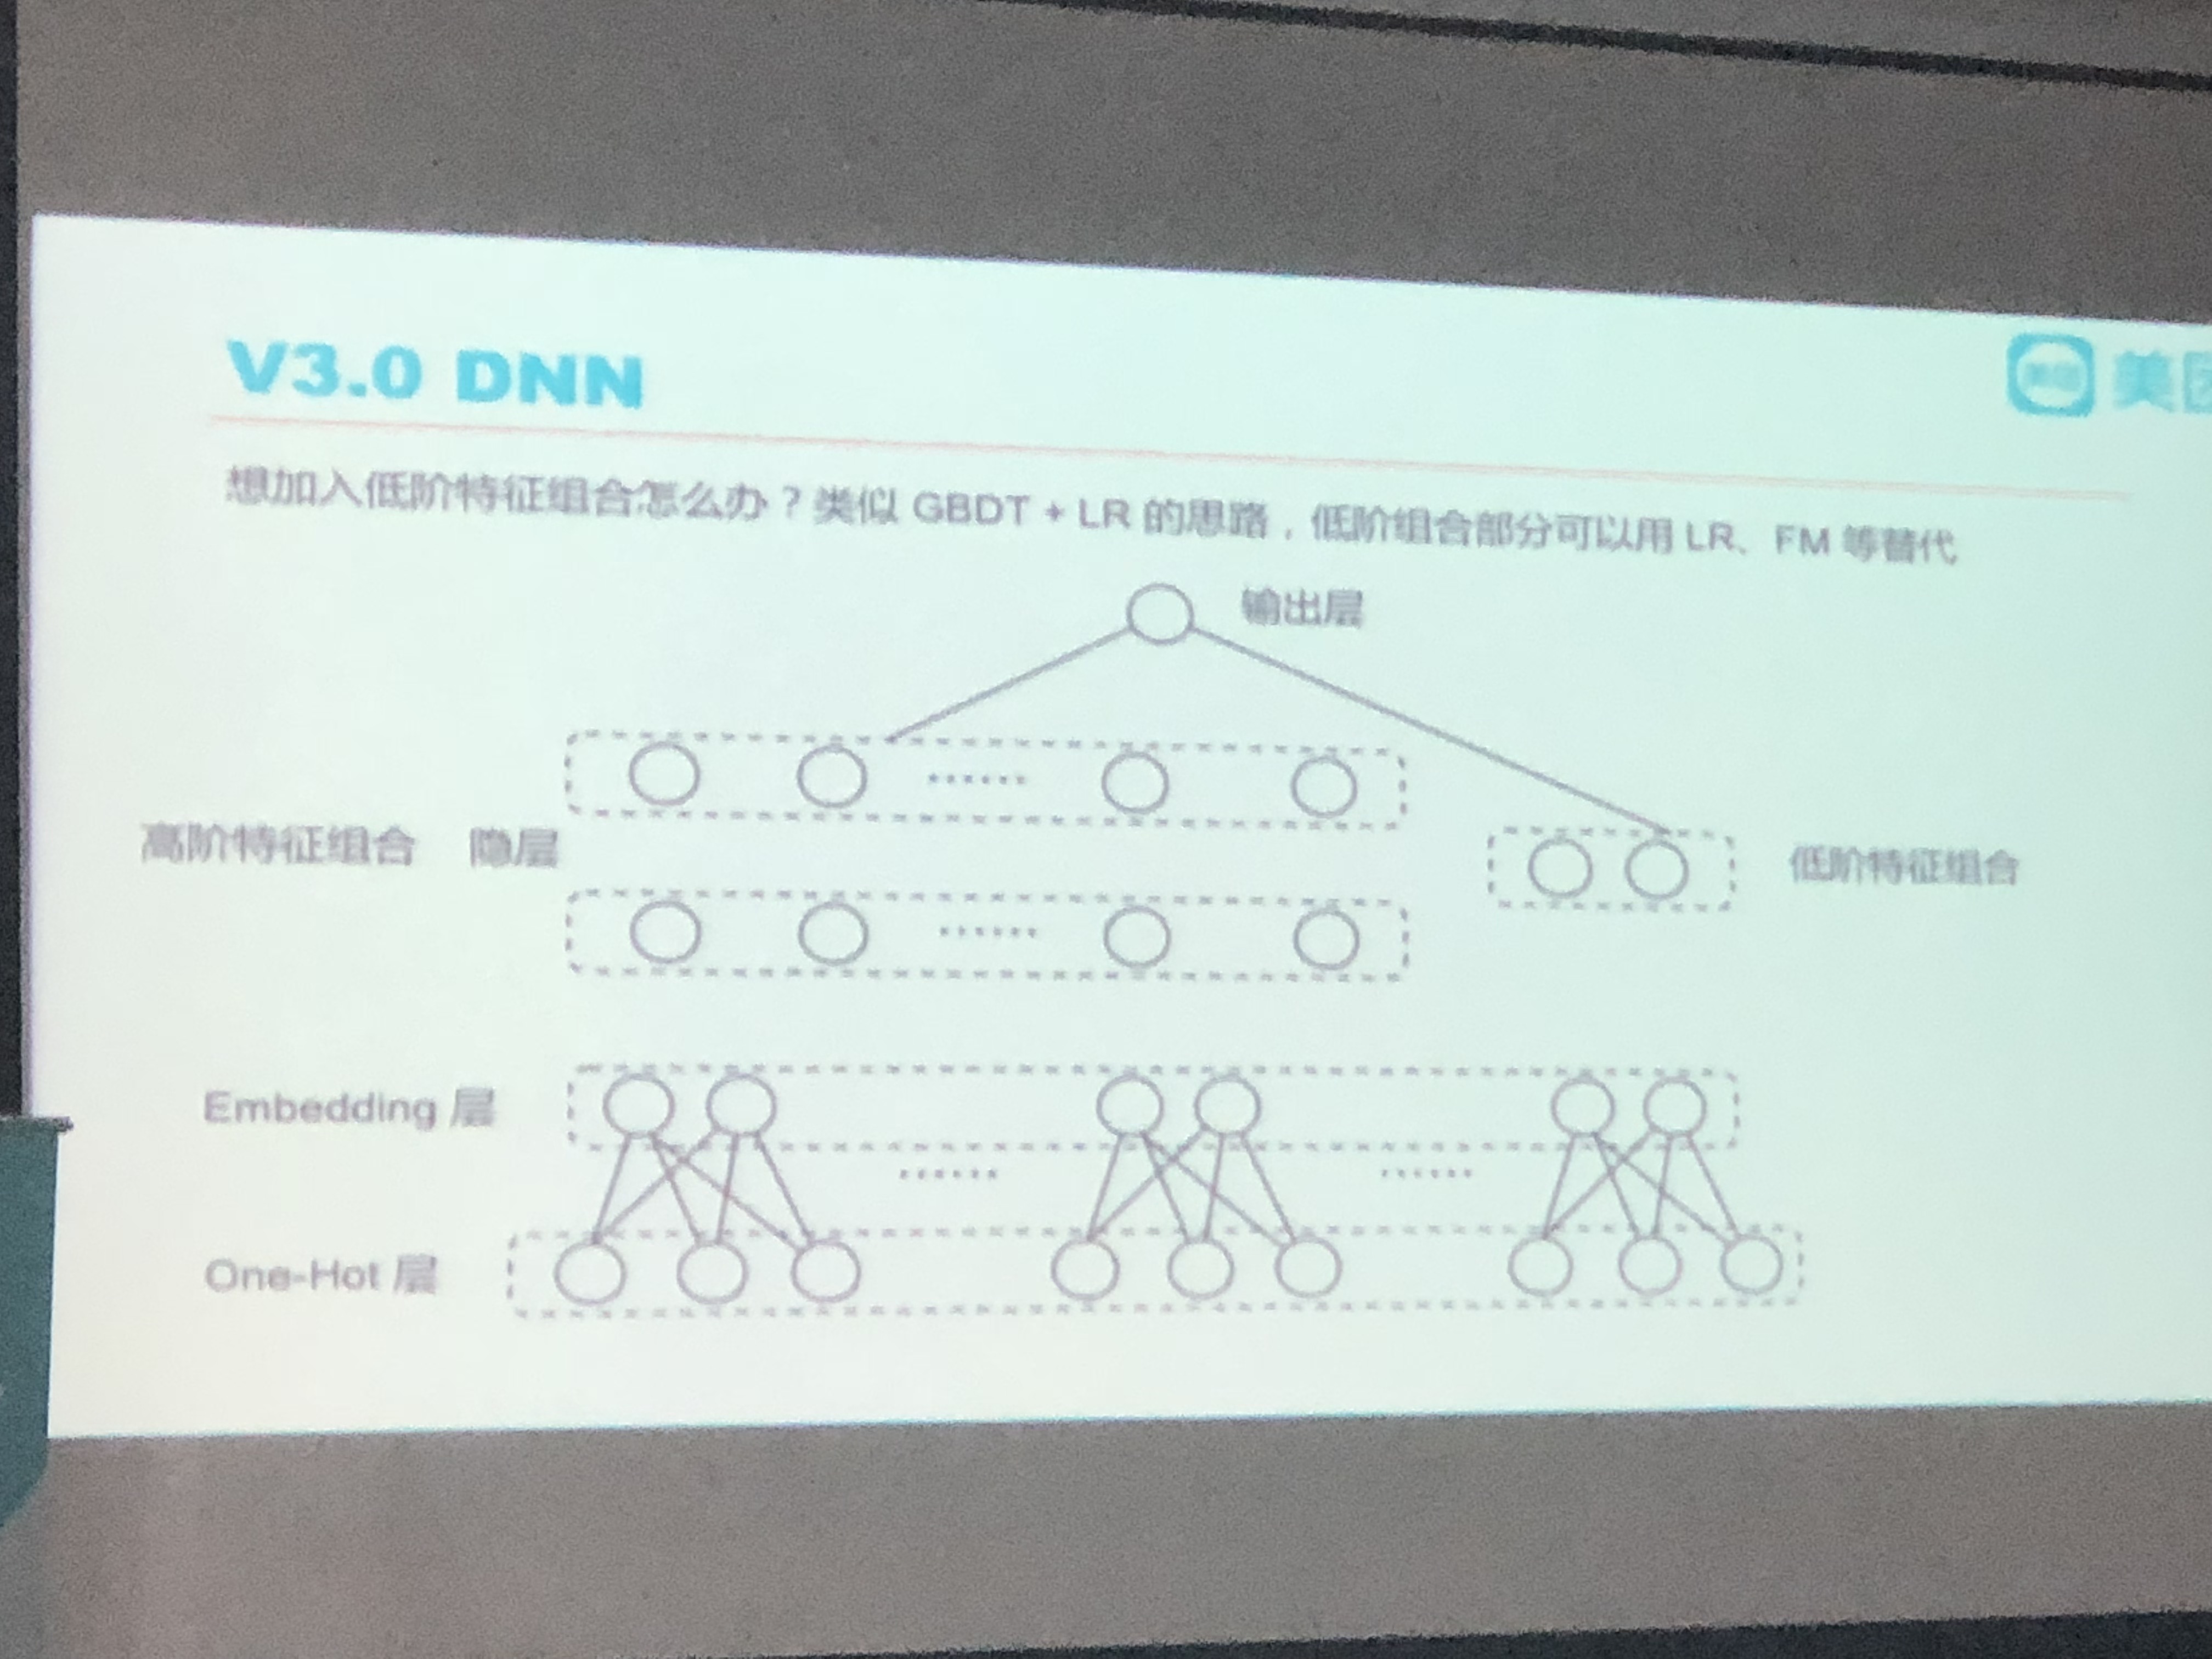 V3.0 DNN
美团
想加入低阶特征组合怎么办？类似 GBDT + LR 的思路，低阶组合部分可以用 LR、FM 等替代
输出层
高阶特征组合 隐层
低阶特征组合
Embedding 层
One-Hot 层